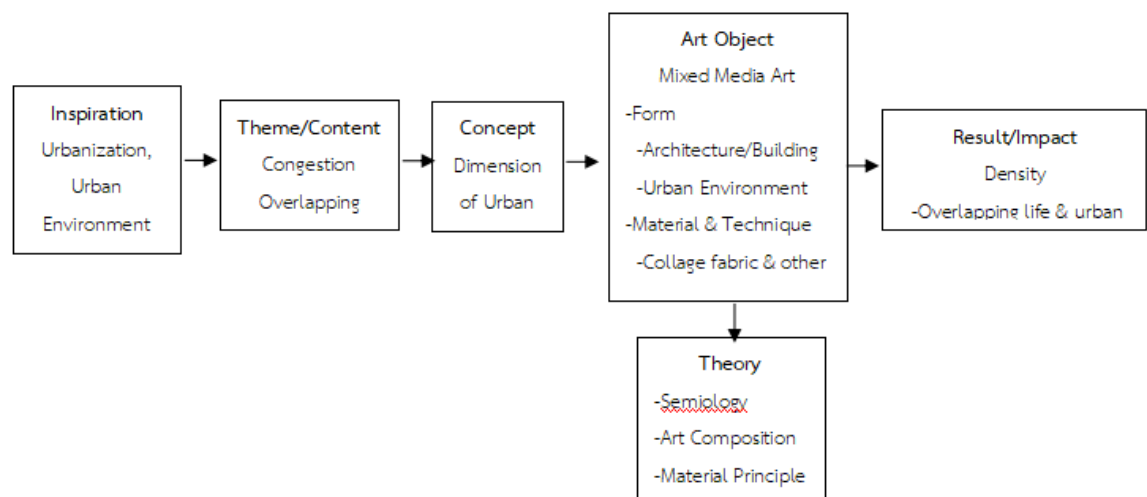 Inspiration
Urbanization,
Urban
Environment
Theme/Content
Congestion
Overlapping
Concept
Dimension
of Urban
Art Object
Mixed Media Art
-Form
-Architecture/Building
-Urban Environment
-Material & Technique
-Collage fabric & other
Result/Impact
Density
-Overlapping life & urban
Theory
-Semiology
-Art Composition
-Material Principle